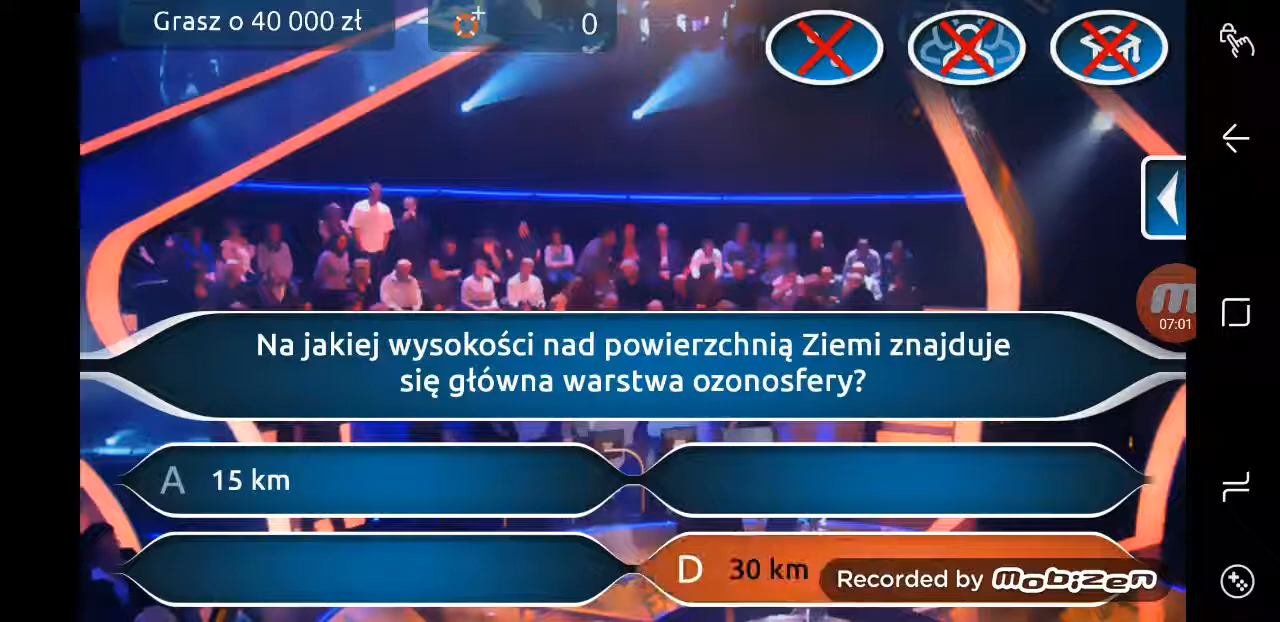 Grasz o 40 000 zł
0
07:01
Na jakiej wysokości nad powierzchnią Ziemi znajduje
się główna warstwa ozonosfery?
A 15 km
D 30 km
Recorded by mobizen